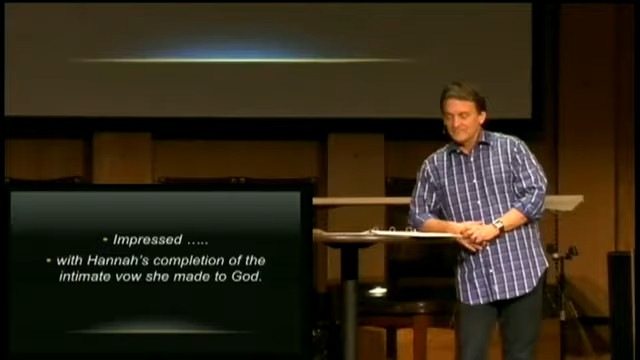 • Impressed …..
• with Hannah's completion of the
intimate vow she made to God.